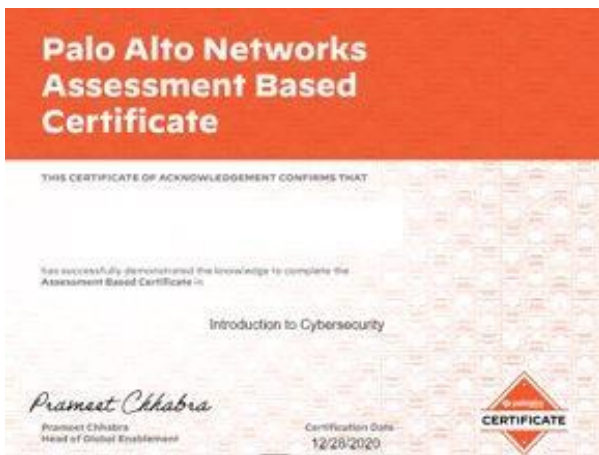 Palo Alto Networks
Assessment Based
Certificate
THIS CERTIFICATE OF ACKNOWLEDGEMENT CONFIRMS THAT
has successfully demonstrated the knowledge to complete the
Assessment Based Certificate in
Introduction to Cybersecurity
Prameet Chhabra
Prameet Chhabra
Head of Global Enablement
Certification Date
12/28/2020
CERTIFICATE